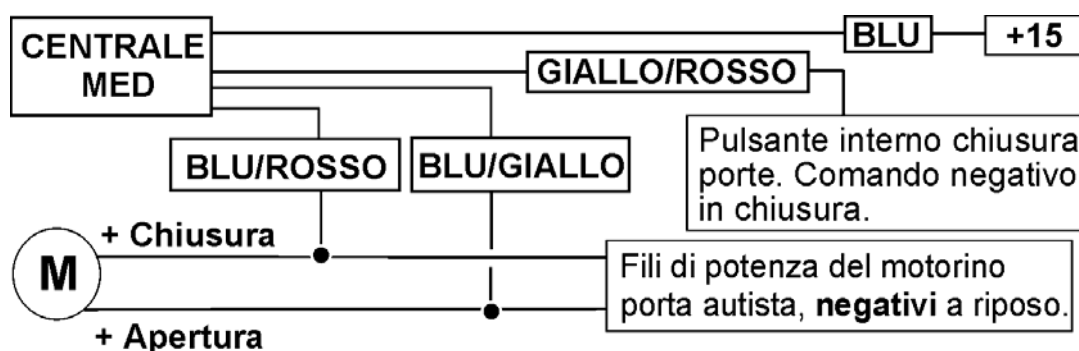 CENTRALE
MED
BLU
+15
GIALLO/ROSSO
BLU/ROSSO
BLU/GIALLO
Pulsante interno chiusura
porte. Comando negativo
in chiusura.
+ Chiusura
M
Fili di potenza del motorino
porta autista, negativi a riposo.
+ Apertura